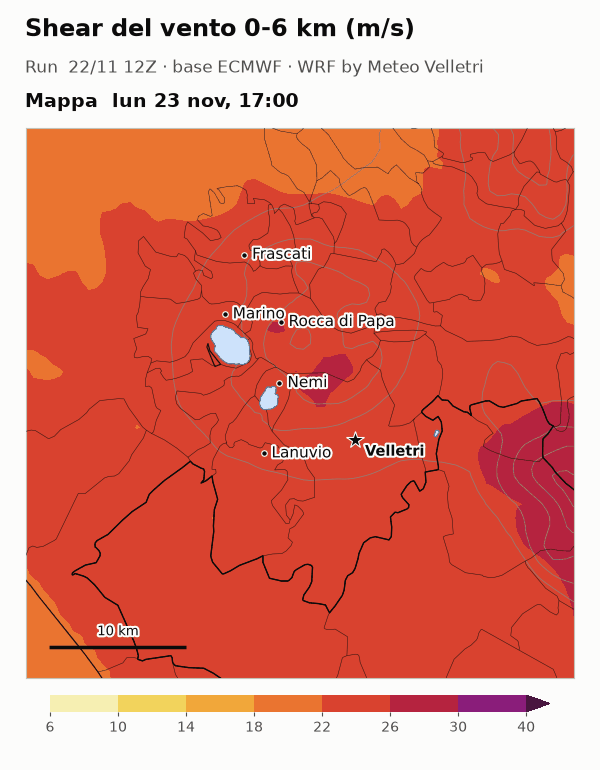 Shear del vento 0-6 km (m/s)
Run  22/11 12Z · base ECMWF · WRF by Meteo Velletri
Mappa  lun 23 nov, 17:00
Frascati
Marino
Rocca di Papa
Nemi
Velletri
Lanuvio
10 km
6 10 14 18 22 26 30 40